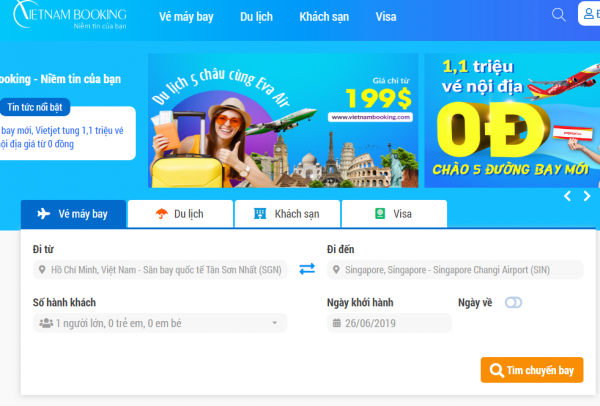 VIETNAM BOOKING
Niềm tin của bạn
Vé máy bay
Du lịch
Khách sạn
Visa
ooking - Niềm tin của bạn
Tin tức nổi bật
bay mới, Vietjet tung 1,1 triệu vé
nội địa giá từ 0 đồng
Du lịch 5 châu cùng Eva Air
Giá chỉ từ
199$
www.vietnambooking.com
1,1 triệu
vé nội địa
0Đ
CHÀO 5 ĐƯỜNG BAY MỚI
Vé máy bay
Du lịch
Khách sạn
Visa
Đi từ
Đi đến
Hồ Chí Minh, Việt Nam - Sân bay quốc tế Tân Sơn Nhất (SGN)
Singapore, Singapore - Singapore Changi Airport (SIN)
Số hành khách
Ngày khởi hành
Ngày về
1 người lớn, 0 trẻ em, 0 em bé
26/06/2019
Tìm chuyến bay